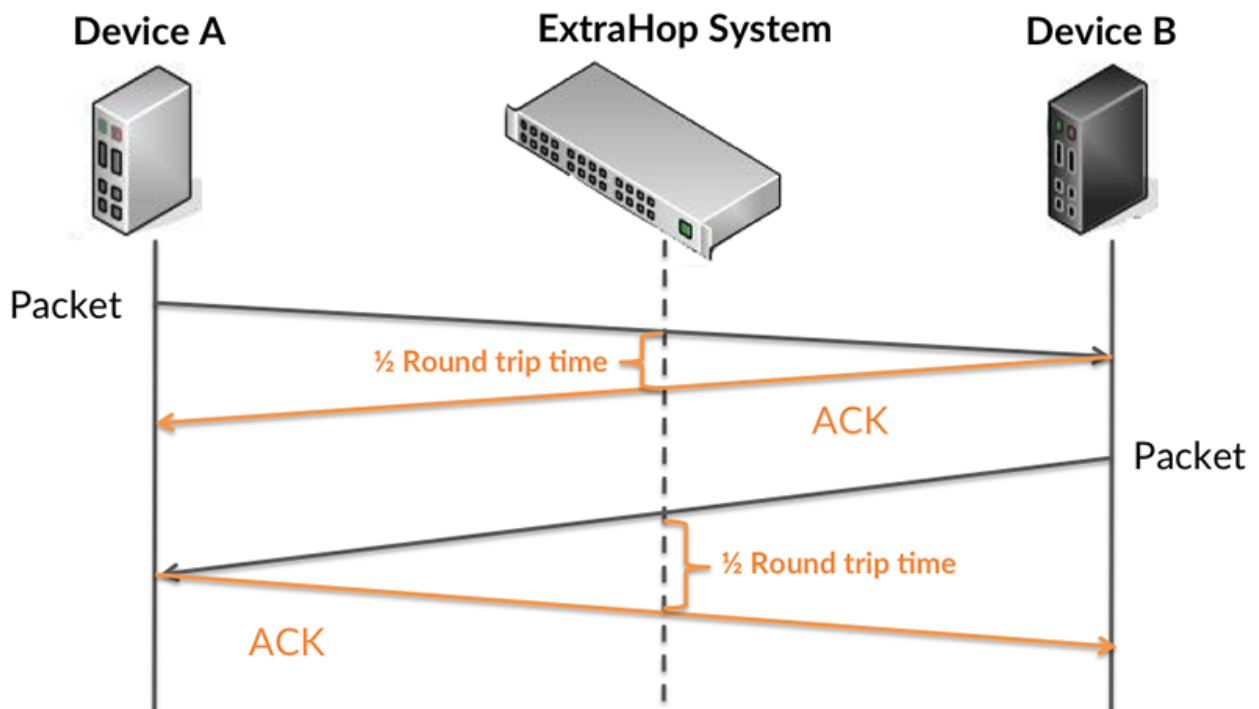 Device A
ExtraHop System
Device B
Packet
½ Round trip time
ACK
Packet
½ Round trip time
ACK